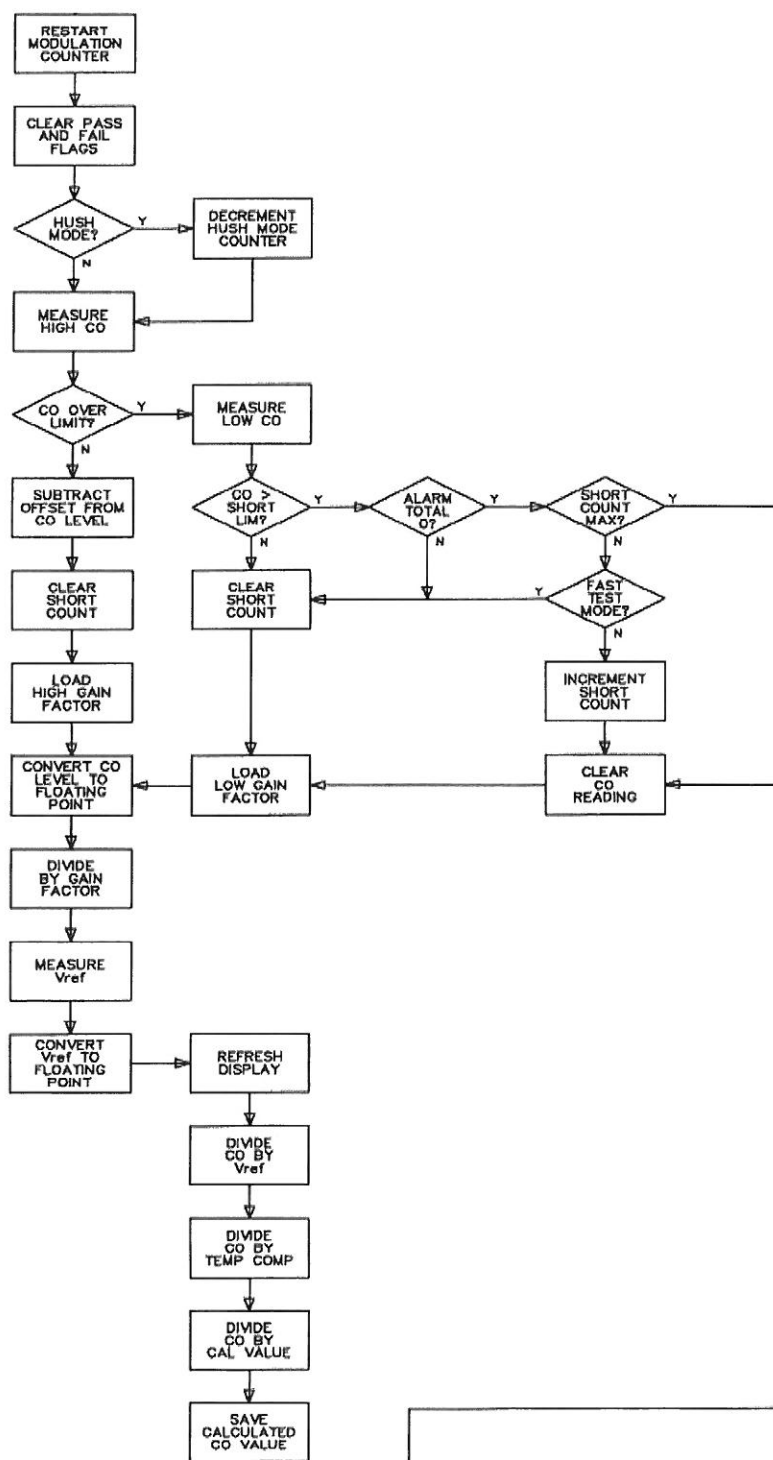 RESTART
MODULATION
COUNTER
CLEAR PASS
AND FAIL
FLAGS
HUSH
MODE?
Y
N
DECREMENT
HUSH MODE
COUNTER
MEASURE
HIGH CO
CO OVER
LIMIT?
Y
N
MEASURE
LOW CO
SUBTRACT
OFFSET FROM
CO LEVEL
CO >
SHORT
LIM?
Y
N
ALARM
TOTAL
0?
Y
N
SHORT
COUNT
MAX?
Y
N
CLEAR
SHORT
COUNT
CLEAR
SHORT
COUNT
Y
FAST
TEST
MODE?
N
LOAD
HIGH GAIN
FACTOR
INCREMENT
SHORT
COUNT
CONVERT CO
LEVEL TO
FLOATING
POINT
LOAD
LOW GAIN
FACTOR
CLEAR
CO
READING
DIVIDE
BY GAIN
FACTOR
MEASURE
Vref
CONVERT
Vref TO
FLOATING
POINT
REFRESH
DISPLAY
DIVIDE
CO BY
Vref
DIVIDE
CO BY
TEMP COMP
DIVIDE
CO BY
CAL VALUE
SAVE
CALCULATED
CO VALUE